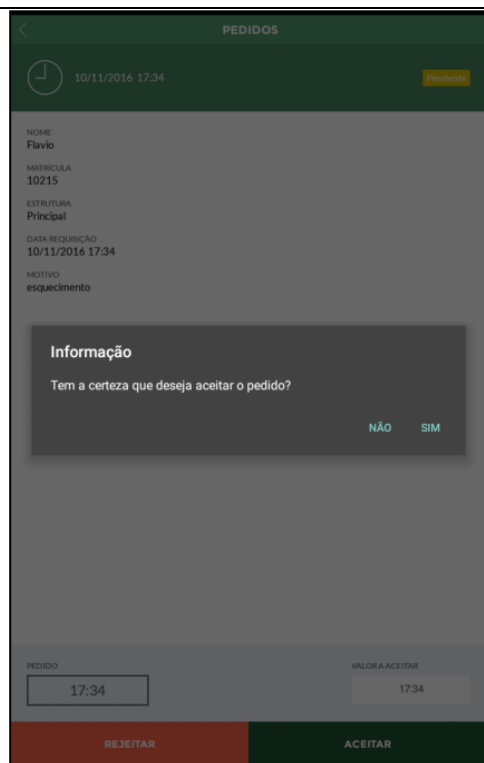 PEDIDOS
10/11/2016 17:34
Pendente
NOME
Flavio
MATRÍCULA
10215
ESTRUTURA
Principal
DATA REQUISIÇÃO
10/11/2016 17:34
MOTIVO
esquecimento
Informação
Tem a certeza que deseja aceitar o pedido?
NÃO SIM
PEDIDO VALOR A ACEITAR
17:34 17:34
REJEITAR ACEITAR